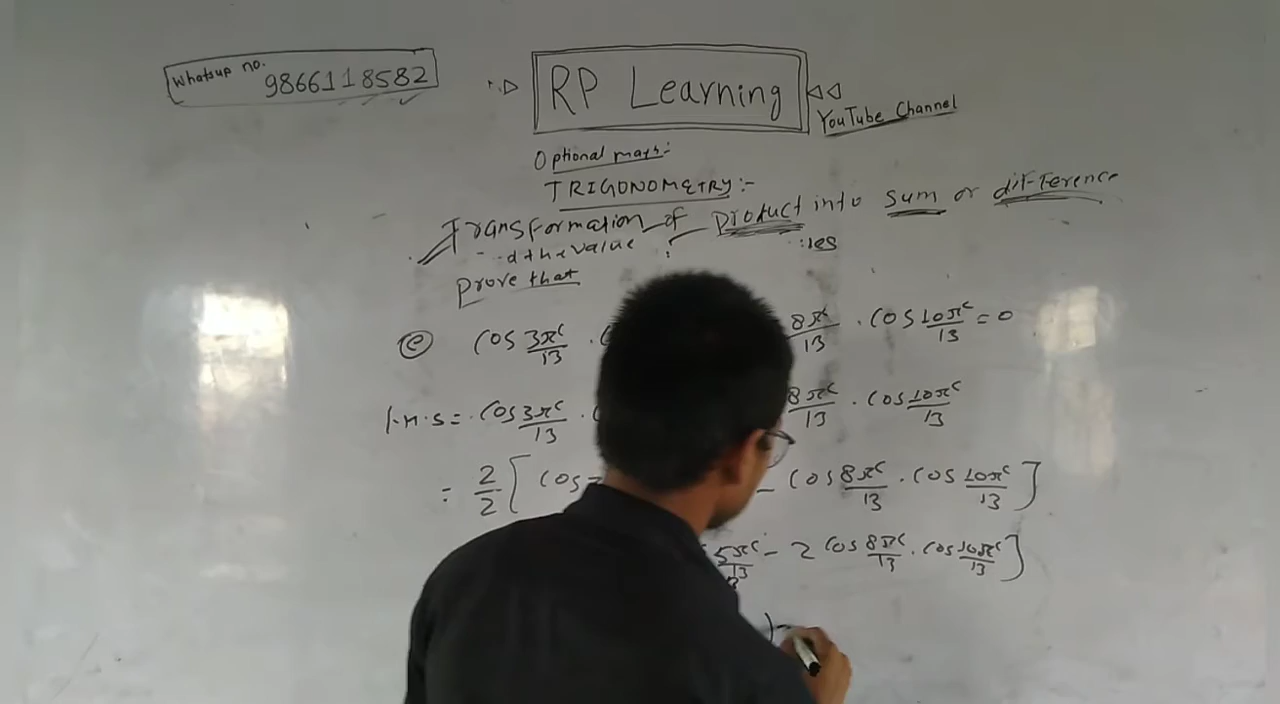 Whatsup no. 9866118582
RP Learning
YouTube Channel
Optional math:
TRIGONOMETRY:-
Transformation of product into sum or difference
value
prove that
(e) cos 3π^c/13 . 8π^c/13 . cos 10π^c/13 = 0
L.H.S = cos 3π^c/13 . 8π^c/13 . cos 10π^c/13
= 2/2 [ cos - cos 8π^c/13 . cos 10π^c/13 ]
5π^c/13 - 2 cos 8π^c/13 . cos 10π^c/13 ]